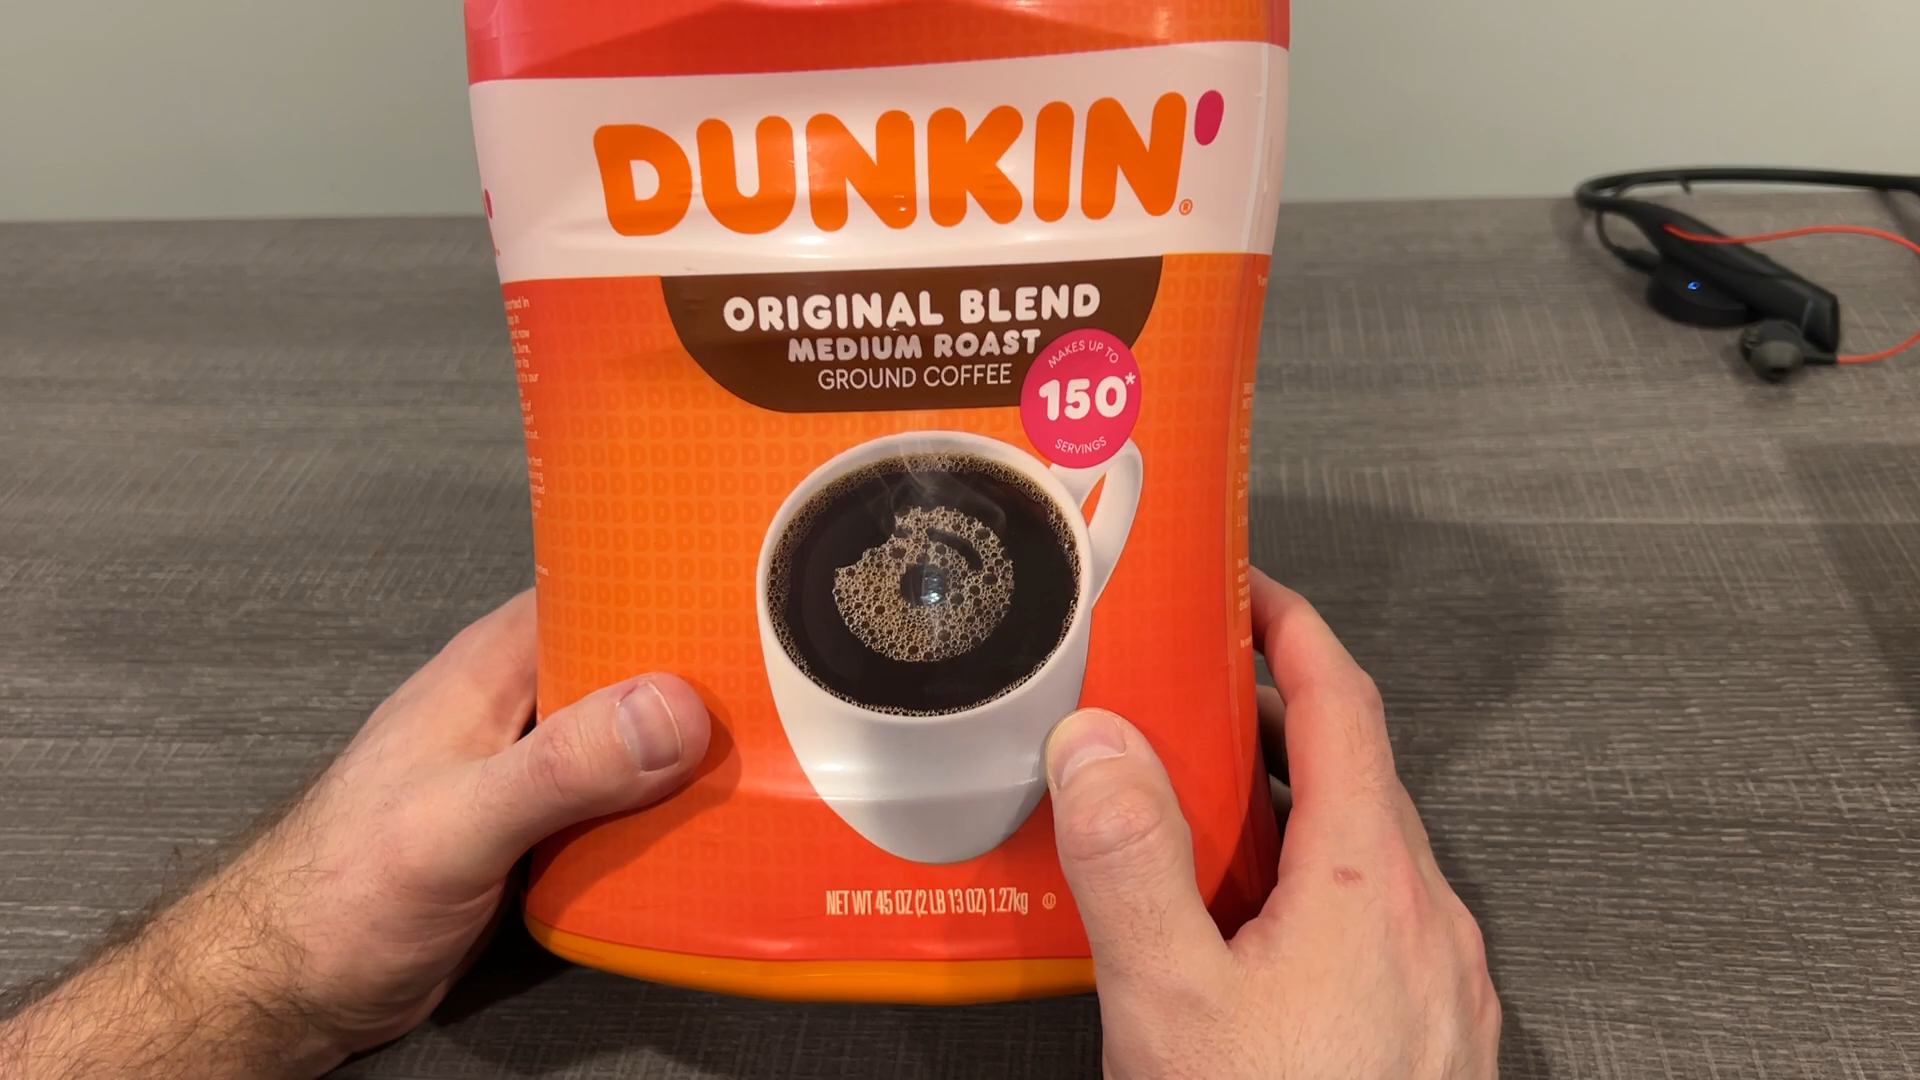 DUNKIN'®
ORIGINAL BLEND
MEDIUM ROAST
GROUND COFFEE
MAKES UP TO
150*
SERVINGS
NET WT 45 OZ (2 LB 13 OZ) 1.27kg